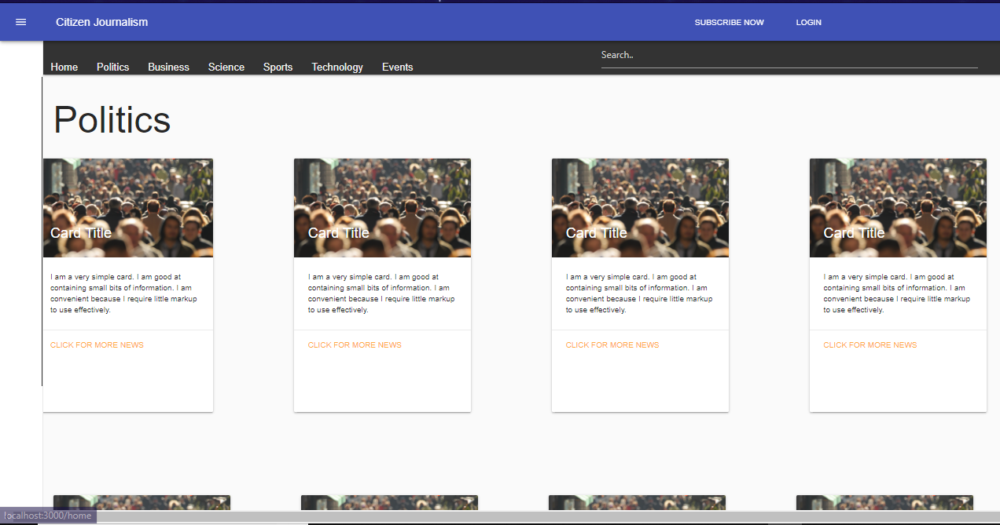 Citizen Journalism
SUBSCRIBE NOW
LOGIN
Home Politics Business Science Sports Technology Events
Search..
Politics
Card Title
I am a very simple card. I am good at
containing small bits of information. I am
convenient because I require little markup
to use effectively.
CLICK FOR MORE NEWS
Card Title
I am a very simple card. I am good at
containing small bits of information. I am
convenient because I require little markup
to use effectively.
CLICK FOR MORE NEWS
Card Title
I am a very simple card. I am good at
containing small bits of information. I am
convenient because I require little markup
to use effectively.
CLICK FOR MORE NEWS
Card Title
I am a very simple card. I am good at
containing small bits of information. I am
convenient because I require little markup
to use effectively.
CLICK FOR MORE NEWS
localhost:3000/home